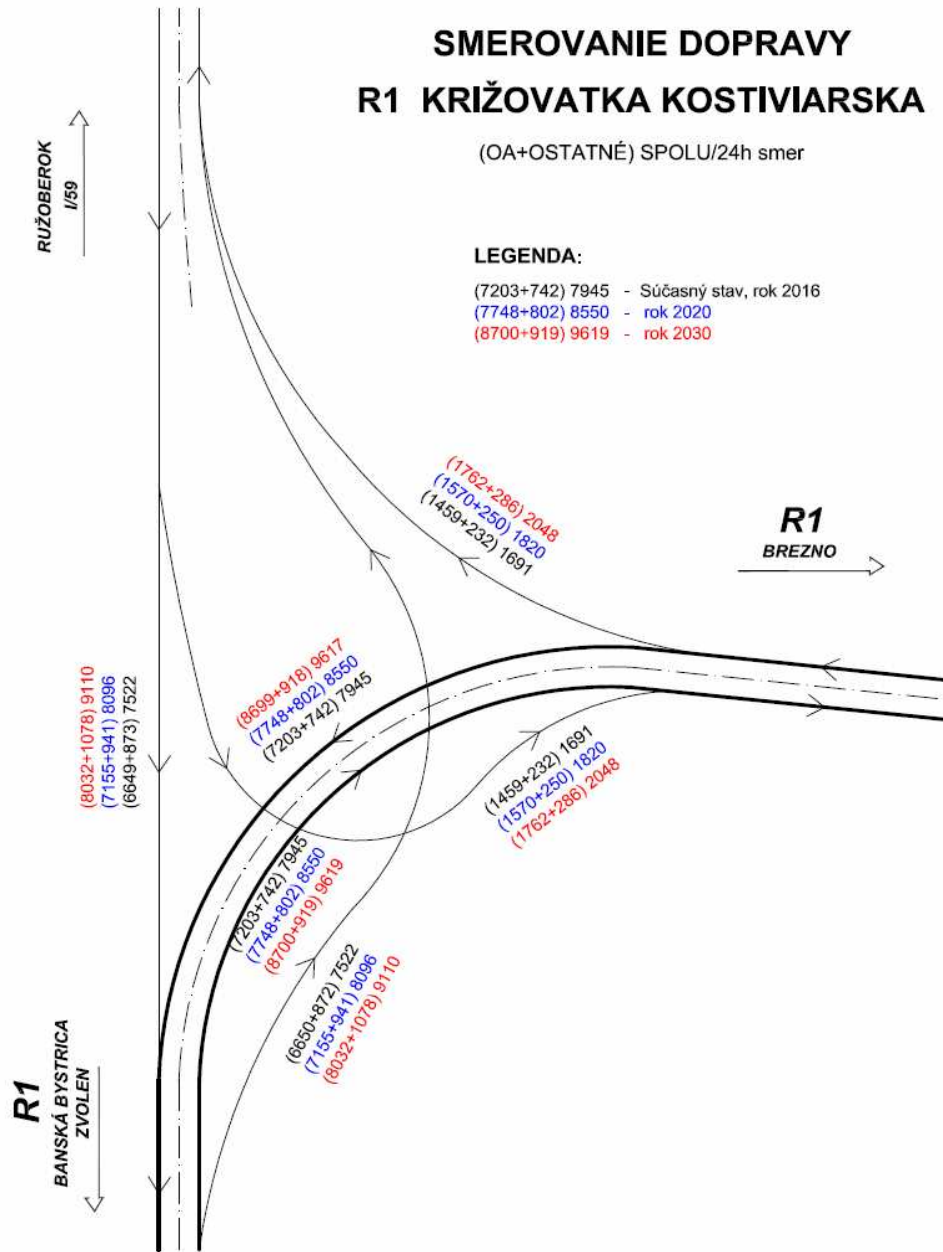 SMEROVANIE DOPRAVY
R1 KRIŽOVATKA KOSTIVIARSKA
(OA+OSTATNÉ) SPOLU/24h smer
RUŽOBEROK
I/59
LEGENDA:
(7203+742) 7945 - Súčasný stav, rok 2016
(7748+802) 8550 - rok 2020
(8700+919) 9619 - rok 2030
(1762+286) 2048
(1570+250) 1820
(1459+232) 1691
R1
BREZNO
(8699+918) 9617
(7748+802) 8550
(7203+742) 7945
(8032+1078) 9110
(7155+941) 8096
(6649+873) 7522
(1459+232) 1691
(1570+250) 1820
(1762+286) 2048
(7203+742) 7945
(7748+802) 8550
(8700+919) 9619
(6650+872) 7522
(7155+941) 8096
(8032+1078) 9110
R1
BANSKÁ BYSTRICA
ZVOLEN